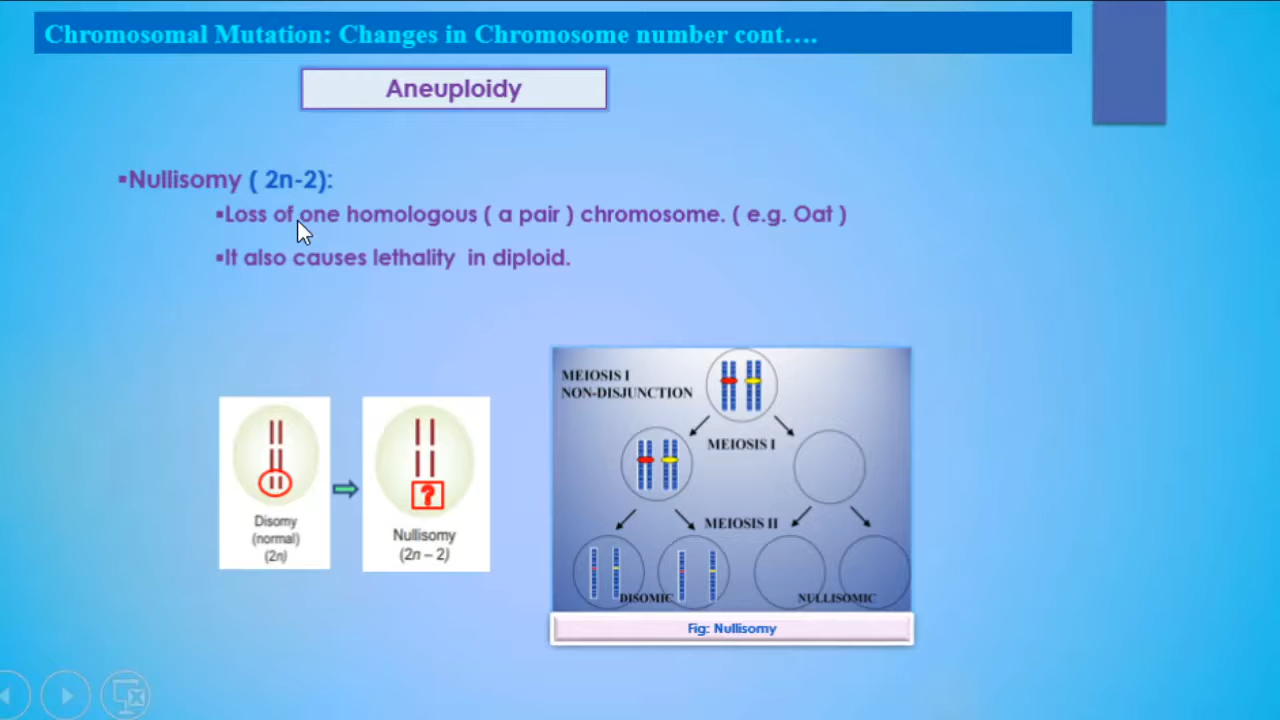 Chromosomal Mutation: Changes in Chromosome number cont….
Aneuploidy
▪Nullisomy ( 2n-2):
▪Loss of one homologous ( a pair ) chromosome. ( e.g. Oat )
▪It also causes lethality in diploid.
Disomy
(normal)
(2n)
?
Nullisomy
(2n – 2)
MEIOSIS I
NON-DISJUNCTION
MEIOSIS I
MEIOSIS II
DISOMIC
NULLISOMIC
Fig: Nullisomy